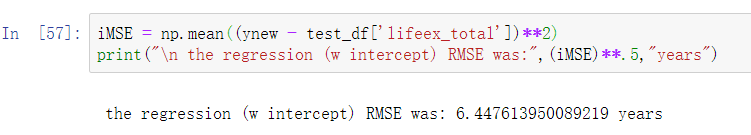 In [57]: iMSE = np.mean((ynew - test_df['lifeex_total'])**2)
print("\n the regression (w intercept) RMSE was:",(iMSE)**.5,"years")
the regression (w intercept) RMSE was: 6.447613950089219 years